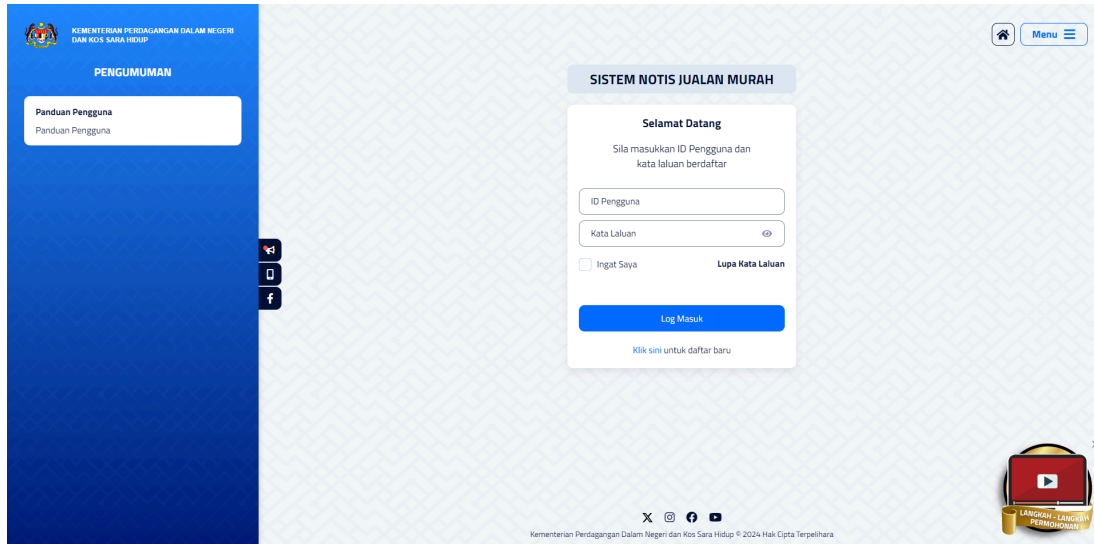 KEMENTERIAN PERDAGANGAN DALAM NEGERI
DAN KOS SARA HIDUP
PENGUMUMAN
Panduan Pengguna
Panduan Pengguna
Menu
SISTEM NOTIS JUALAN MURAH
Selamat Datang
Sila masukkan ID Pengguna dan
kata laluan berdaftar
ID Pengguna
Kata Laluan
Ingat Saya
Lupa Kata Laluan
Log Masuk
Klik sini untuk daftar baru
LANGKAH - LANGKAH
PERMOHONAN
Kementerian Perdagangan Dalam Negeri dan Kos Sara Hidup © 2024 Hak Cipta Terpelihara